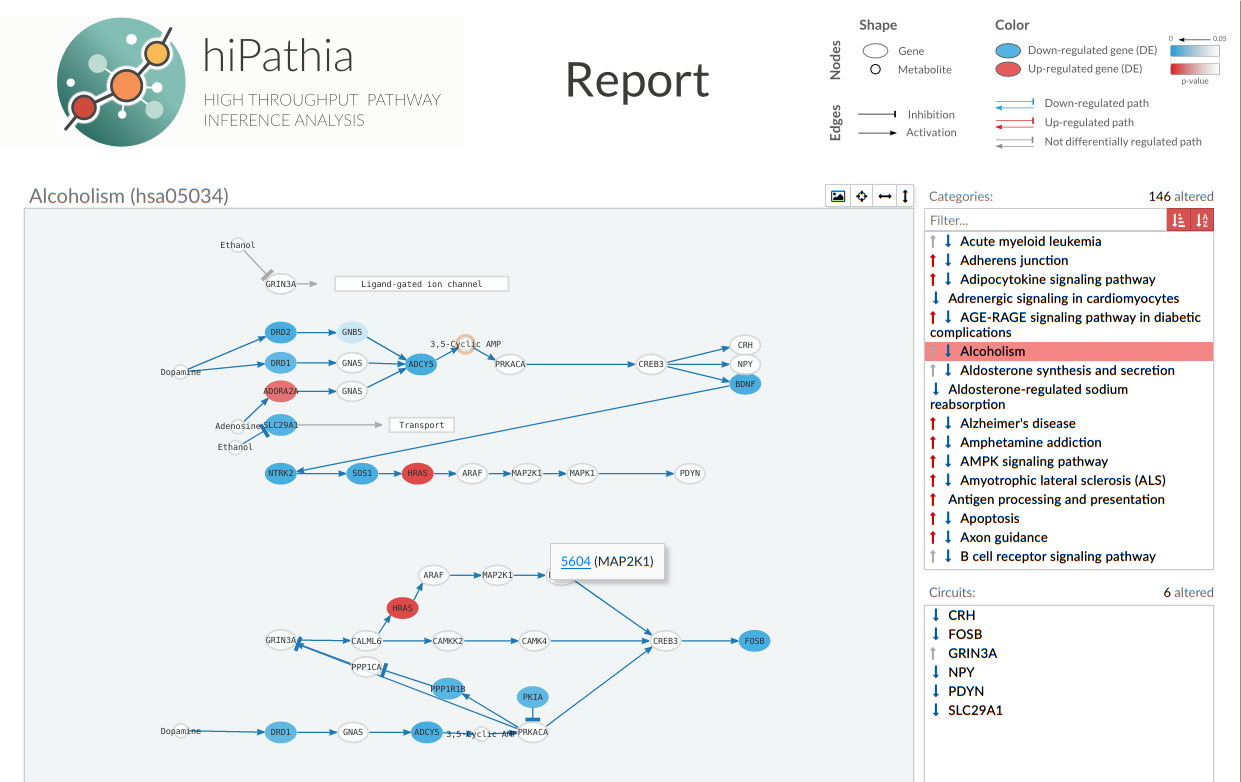 hiPathia
HIGH THROUGHPUT PATHWAY
INFERENCE ANALYSIS
Report
Shape
Nodes
Gene
Metabolite
Edges
Inhibition
Activation
Color
Down-regulated gene (DE)
Up-regulated gene (DE)
0 0.05
p-value
Down-regulated path
Up-regulated path
Not differentially regulated path
Alcoholism (hsa05034)
Ethanol
GRIN3A
Ligand-gated ion channel
DRD2
GNB5
3,5-Cyclic AMP
CRH
Dopamine
DRD1
GNAS
ADCY5
PRKACA
CREB3
NPY
BDNF
ADORA2A
GNAS
Adenosine
SLC29A1
Transport
Ethanol
NTRK2
SOS1
HRAS
ARAF
MAP2K1
MAPK1
PDYN
5604 (MAP2K1)
ARAF
MAP2K1
HRAS
GRIN3A
CALML6
CAMKK2
CAMK4
CREB3
FOSB
PPP1CA
PPP1R1B
PKIA
Dopamine
DRD1
GNAS
ADCY5
3,5-Cyclic AMP
PRKACA
Categories:
146 altered
Filter...
Acute myeloid leukemia
Adherens junction
Adipocytokine signaling pathway
Adrenergic signaling in cardiomyocytes
AGE-RAGE signaling pathway in diabetic
complications
Alcoholism
Aldosterone synthesis and secretion
Aldosterone-regulated sodium
reabsorption
Alzheimer's disease
Amphetamine addiction
AMPK signaling pathway
Amyotrophic lateral sclerosis (ALS)
Antigen processing and presentation
Apoptosis
Axon guidance
B cell receptor signaling pathway
Circuits:
6 altered
CRH
FOSB
GRIN3A
NPY
PDYN
SLC29A1